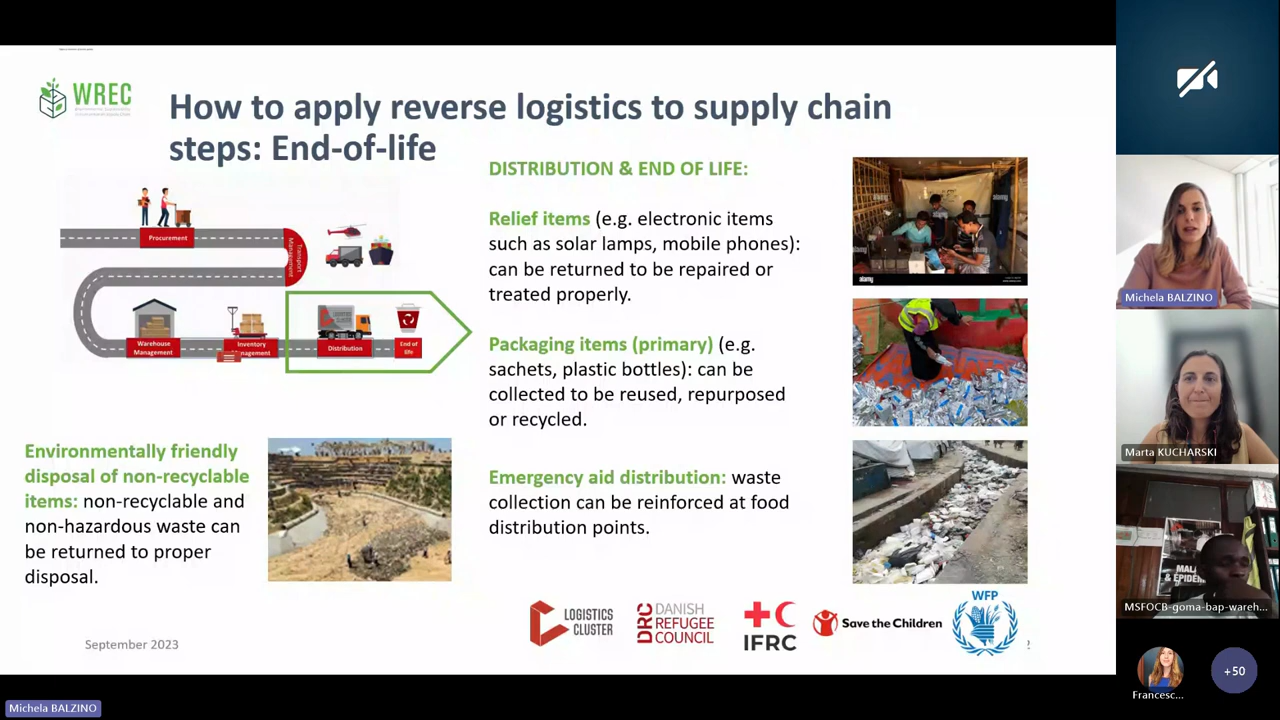 WREC
How to apply reverse logistics to supply chain
steps: End-of-life
Procurement
Transport
Management
Warehouse
Management
Inventory
Management
Distribution
End of
life
DISTRIBUTION & END OF LIFE:
Relief items (e.g. electronic items
such as solar lamps, mobile phones):
can be returned to be repaired or
treated properly.
Packaging items (primary) (e.g.
sachets, plastic bottles): can be
collected to be reused, repurposed
or recycled.
Emergency aid distribution: waste
collection can be reinforced at food
distribution points.
Environmentally friendly
disposal of non-recyclable
items: non-recyclable and
non-hazardous waste can
be returned to proper
disposal.
alamy
alamy
September 2023
LOGISTICS
CLUSTER
DRC
DANISH
REFUGEE
COUNCIL
IFRC
Save the Children
WFP
2
Michela BALZINO
Marta KUCHARSKI
MSFOCB-goma-bap-wareh...
Francesc...
+50
Michela BALZINO